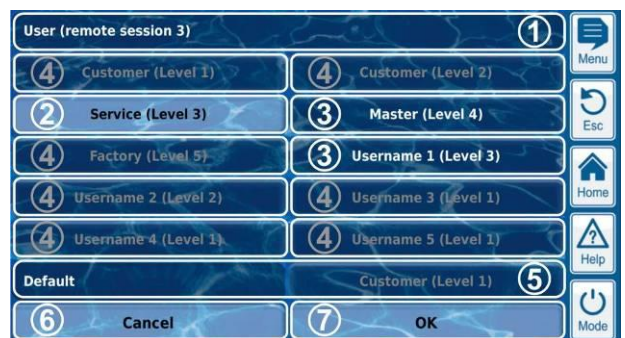 User (remote session 3) 1
Menu
4 Customer (Level 1) 4 Customer (Level 2)
2 Service (Level 3) 3 Master (Level 4)
Esc
4 Factory (Level 5) 3 Username 1 (Level 3)
Home
4 Username 2 (Level 2) 4 Username 3 (Level 1)
4 Username 4 (Level 1) 4 Username 5 (Level 1)
?
Help
Default Customer (Level 1) 5
6 Cancel 7 OK
Mode